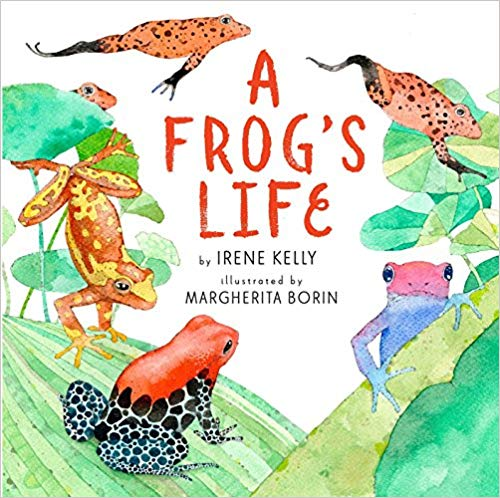 A
FROG'S
LIFE
by IRENE KELLY
illustrated by
MARGHERITA BORIN